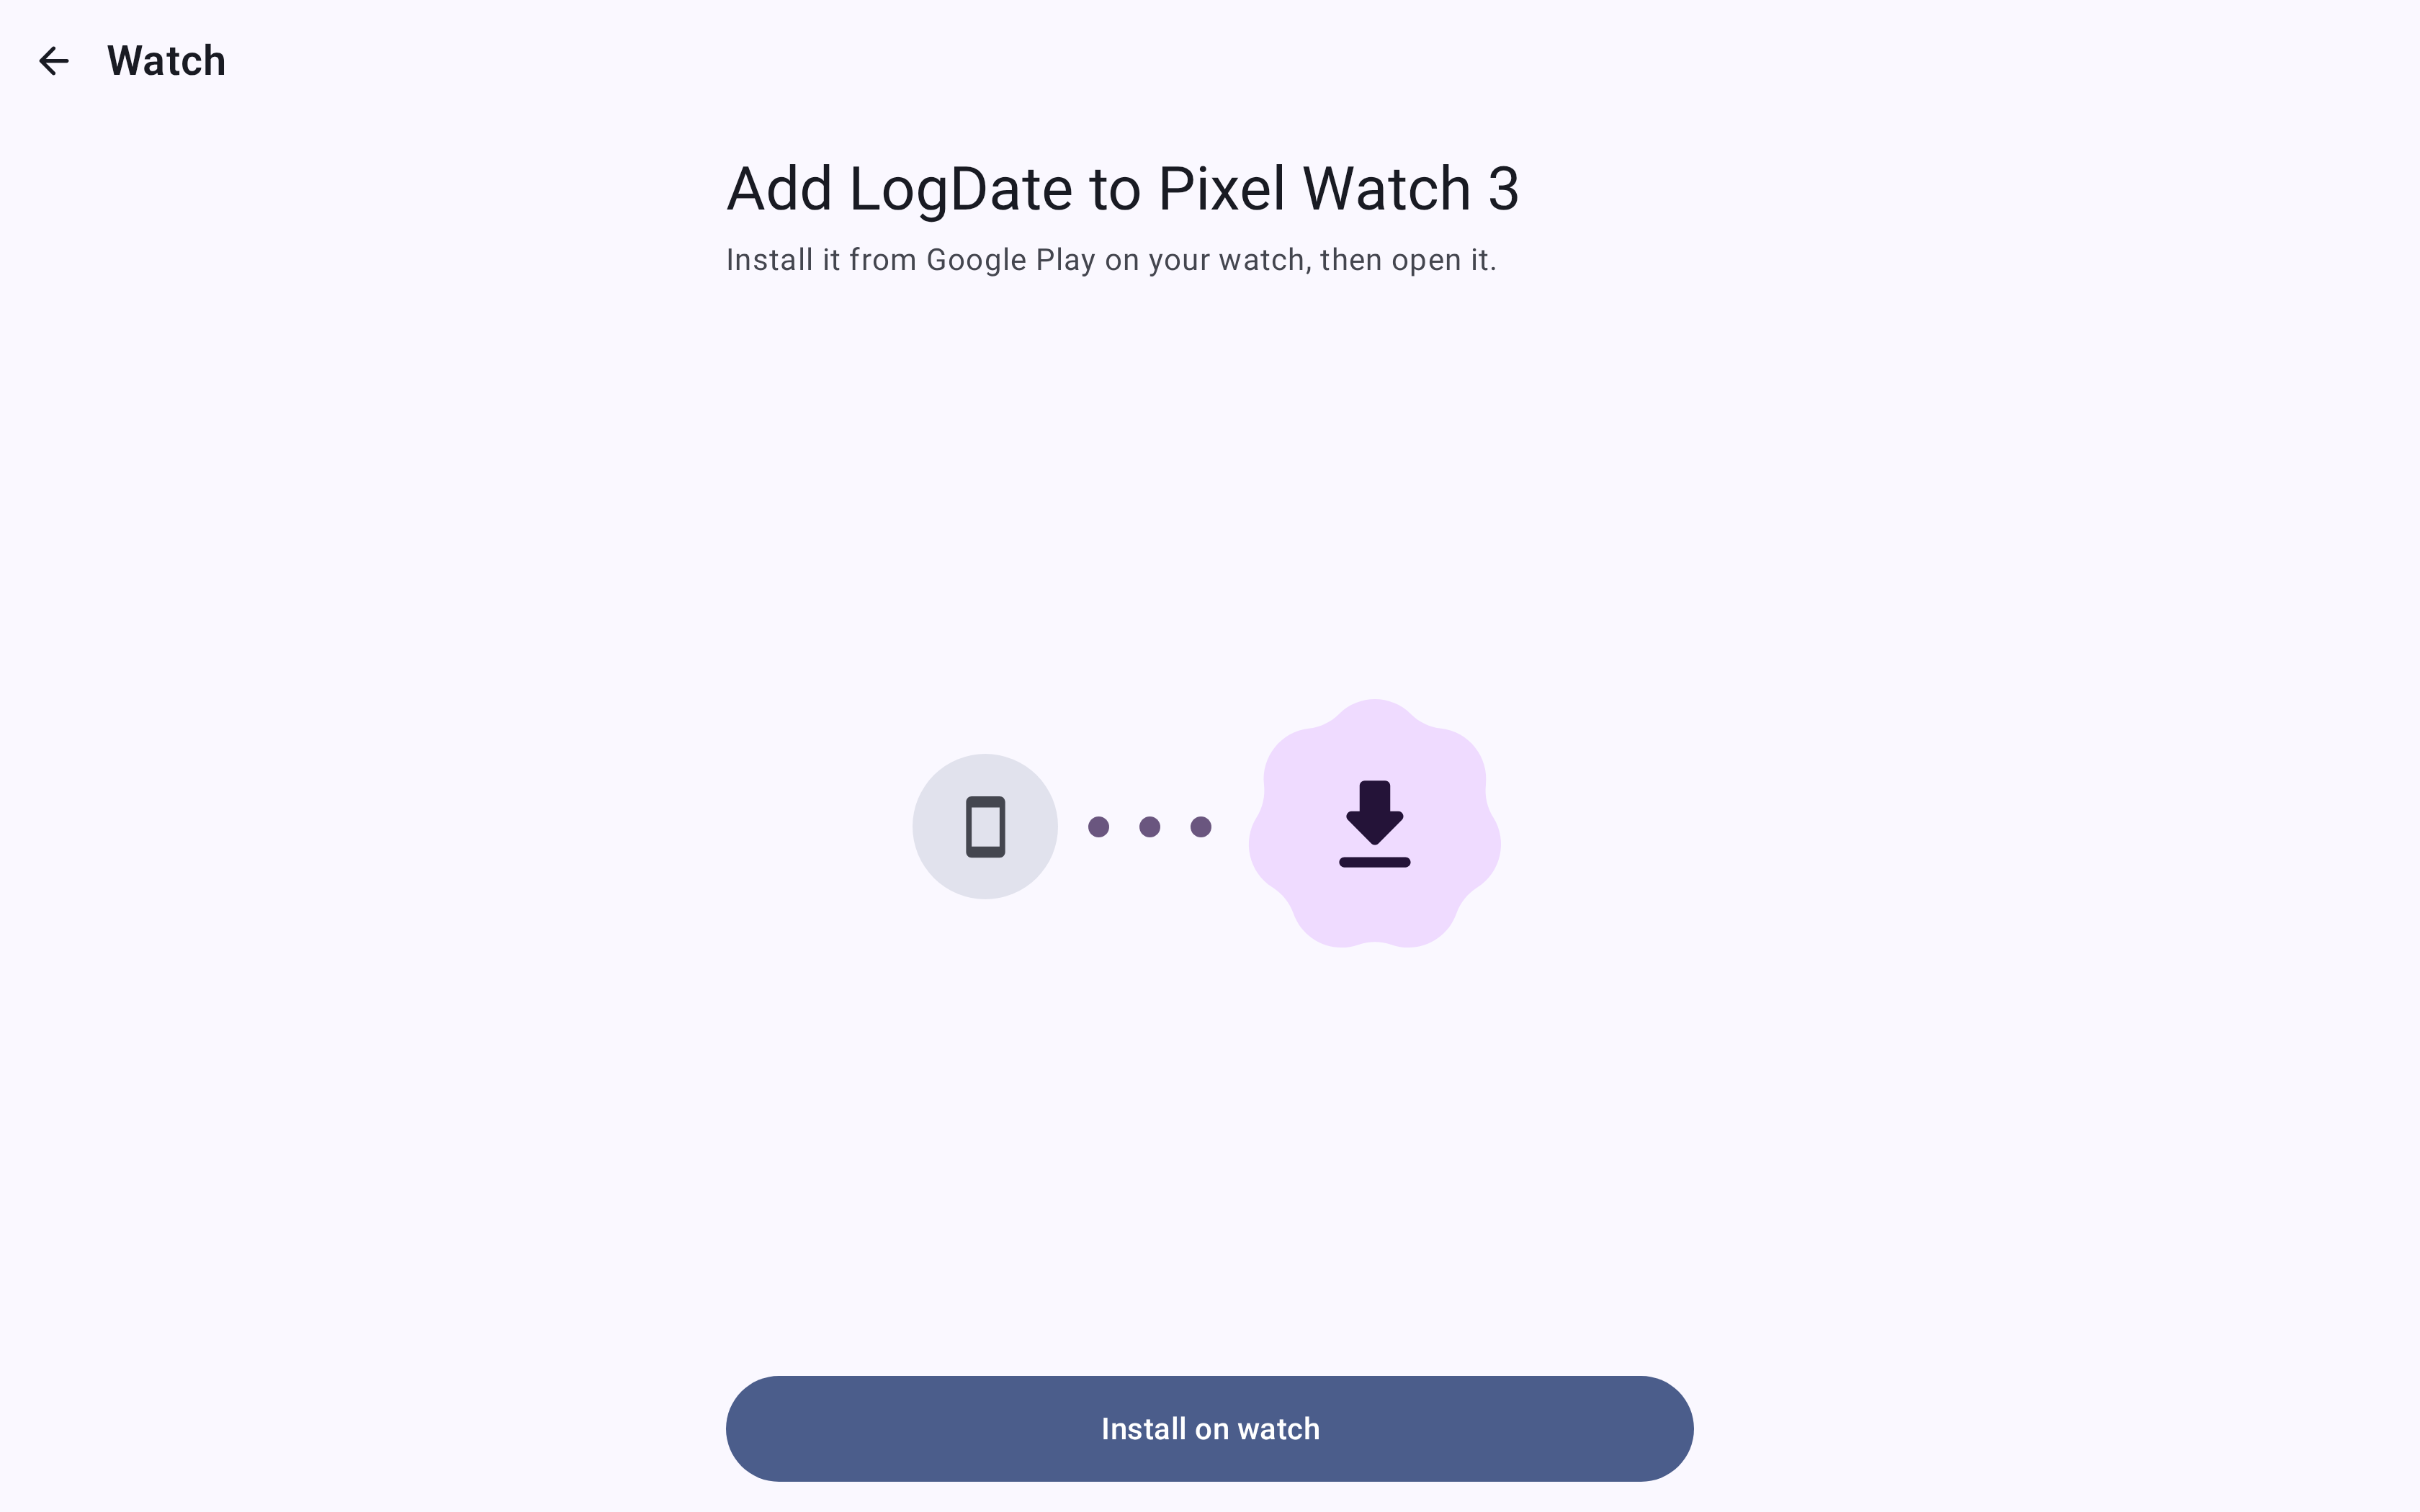 Watch
Add LogDate to Pixel Watch 3
Install it from Google Play on your watch, then open it.
Install on watch